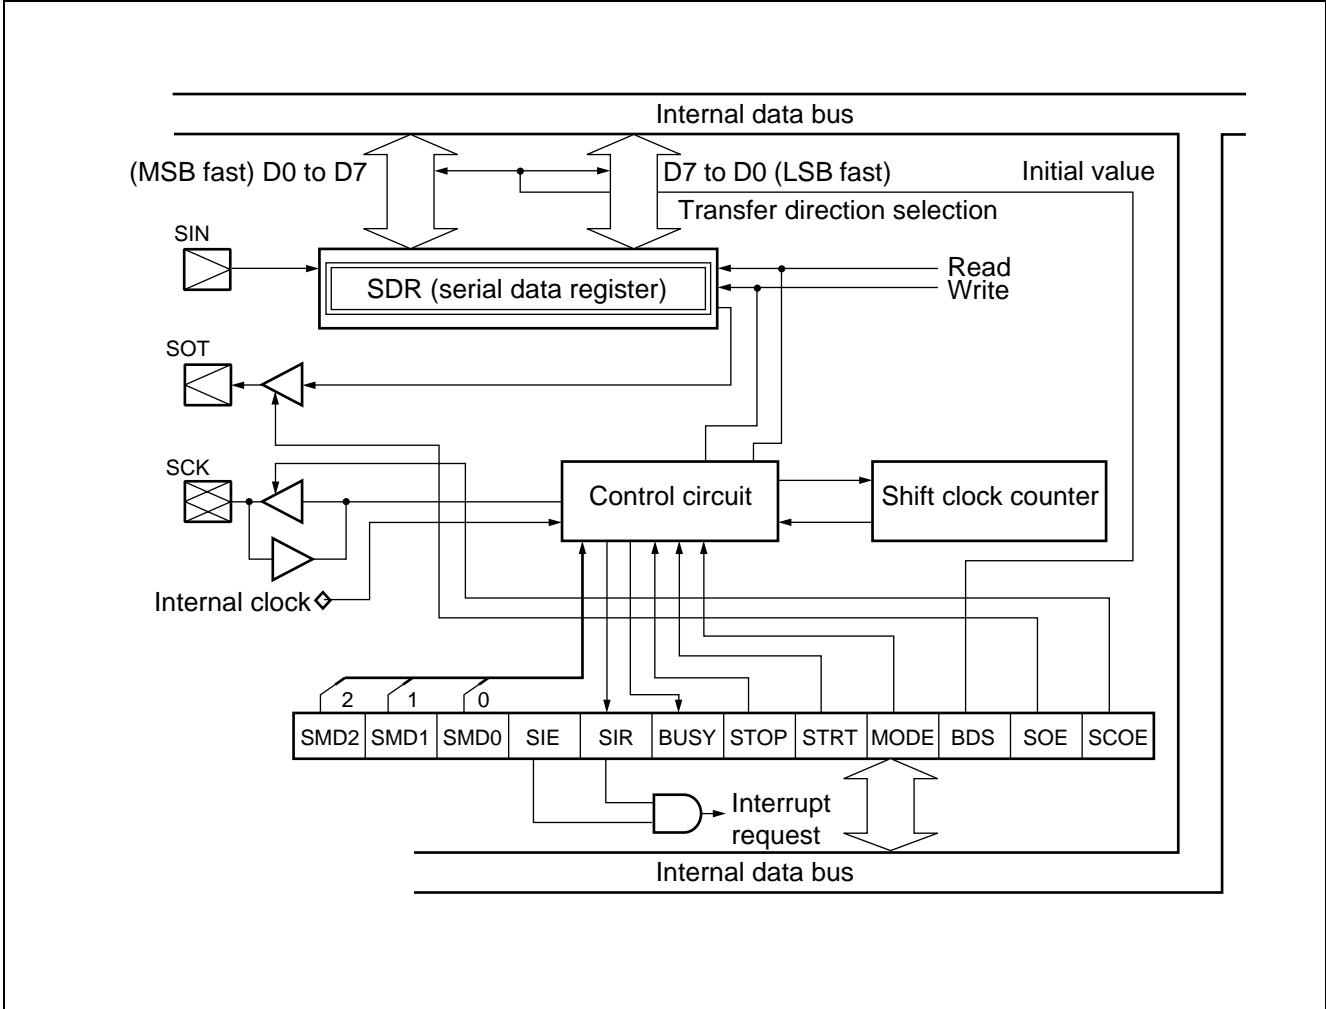 Internal data bus
(MSB fast) D0 to D7
D7 to D0 (LSB fast)
Initial value
Transfer direction selection
SIN
SDR (serial data register)
Read
Write
SOT
SCK
Control circuit
Shift clock counter
Internal clock
2
1
0
SMD2 SMD1 SMD0 SIE SIR BUSY STOP STRT MODE BDS SOE SCOE
Interrupt
request
Internal data bus